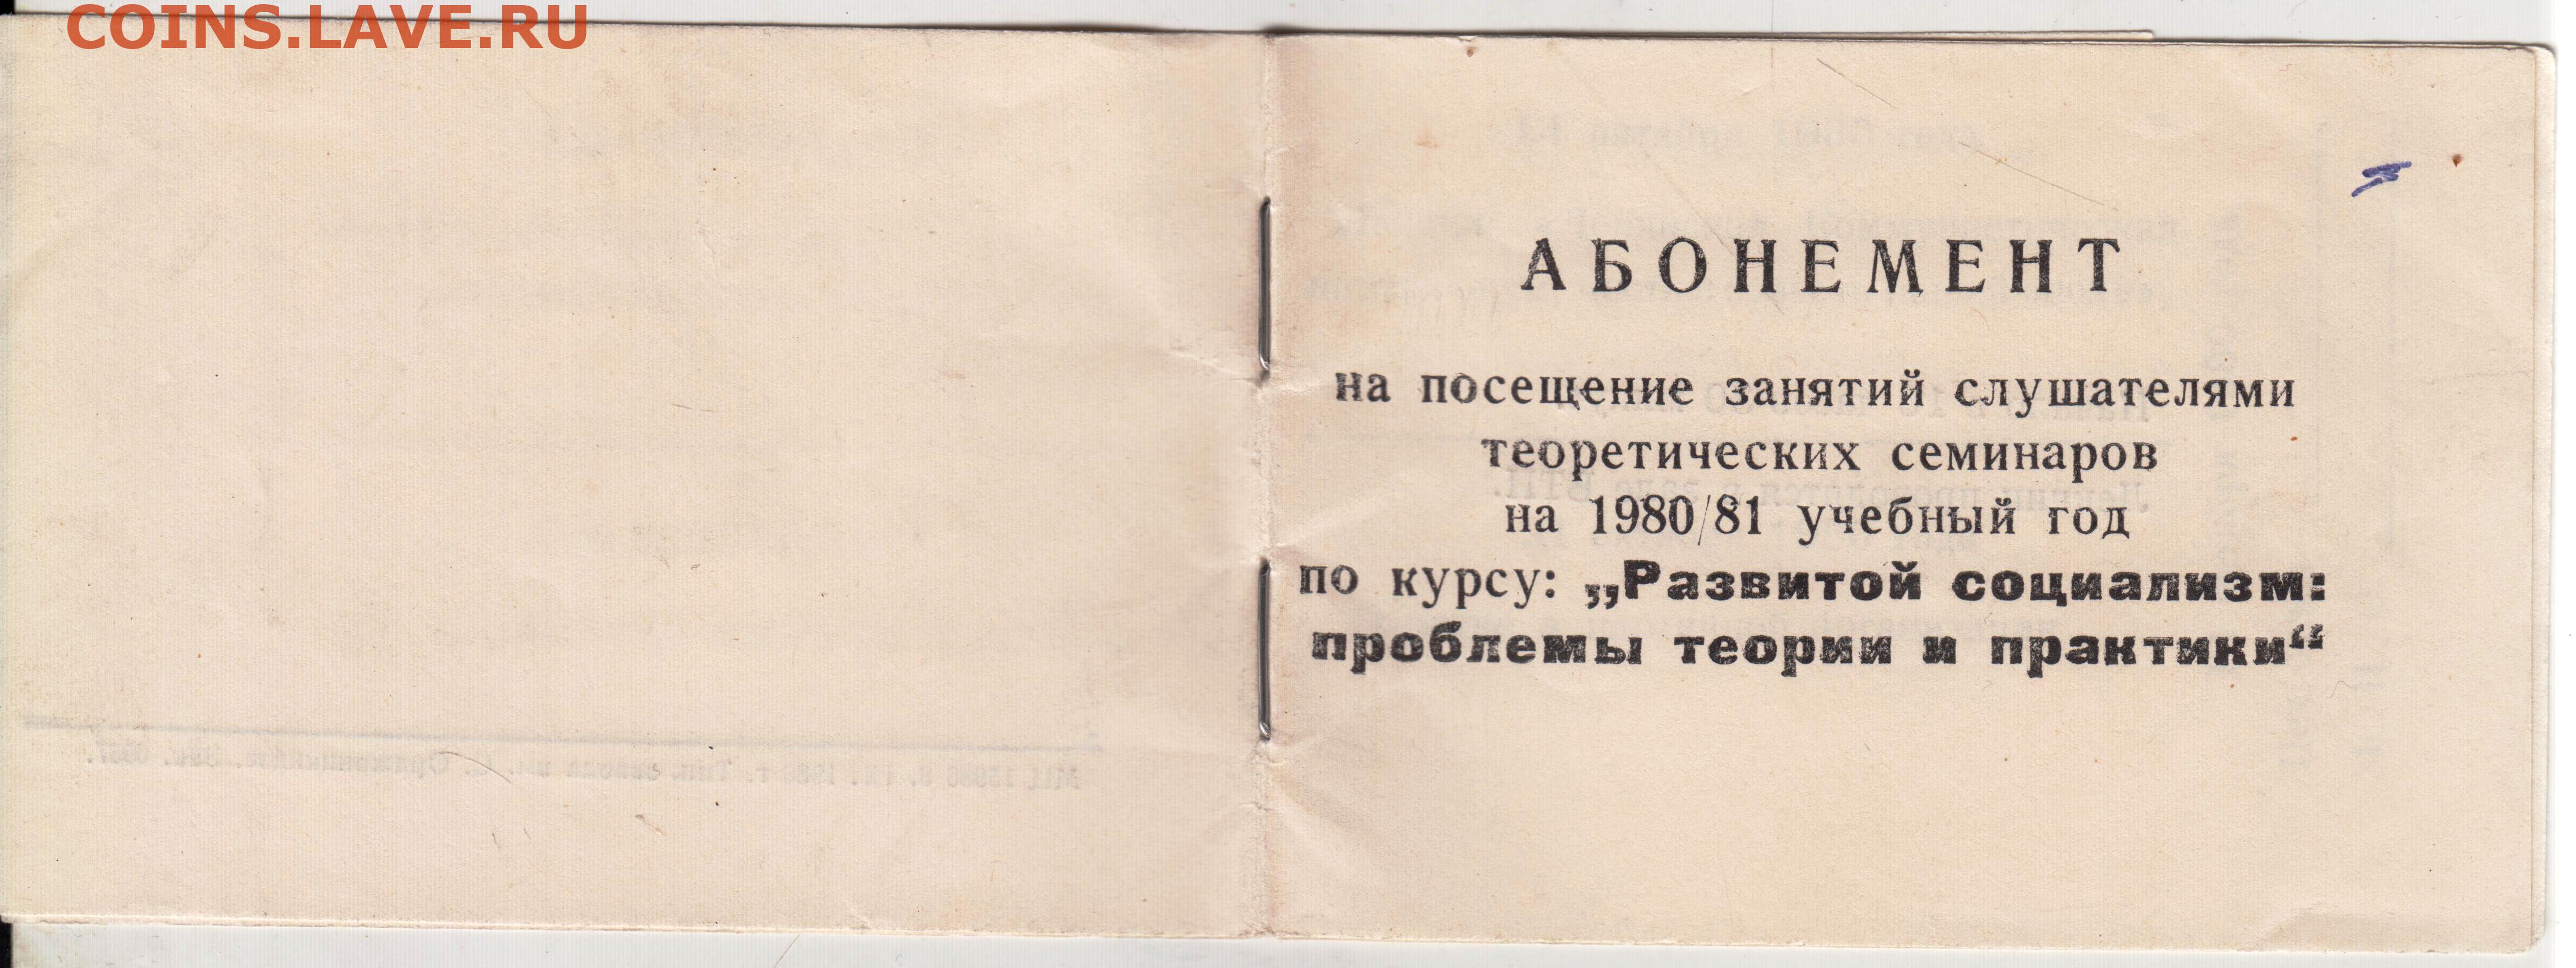 COINS.LAVE.RU
АБОНЕМЕНТ
на посещение занятий слушателями
теоретических семинаров
на 1980/81 учебный год
по курсу: „Развитой социализм:
проблемы теории и практики“